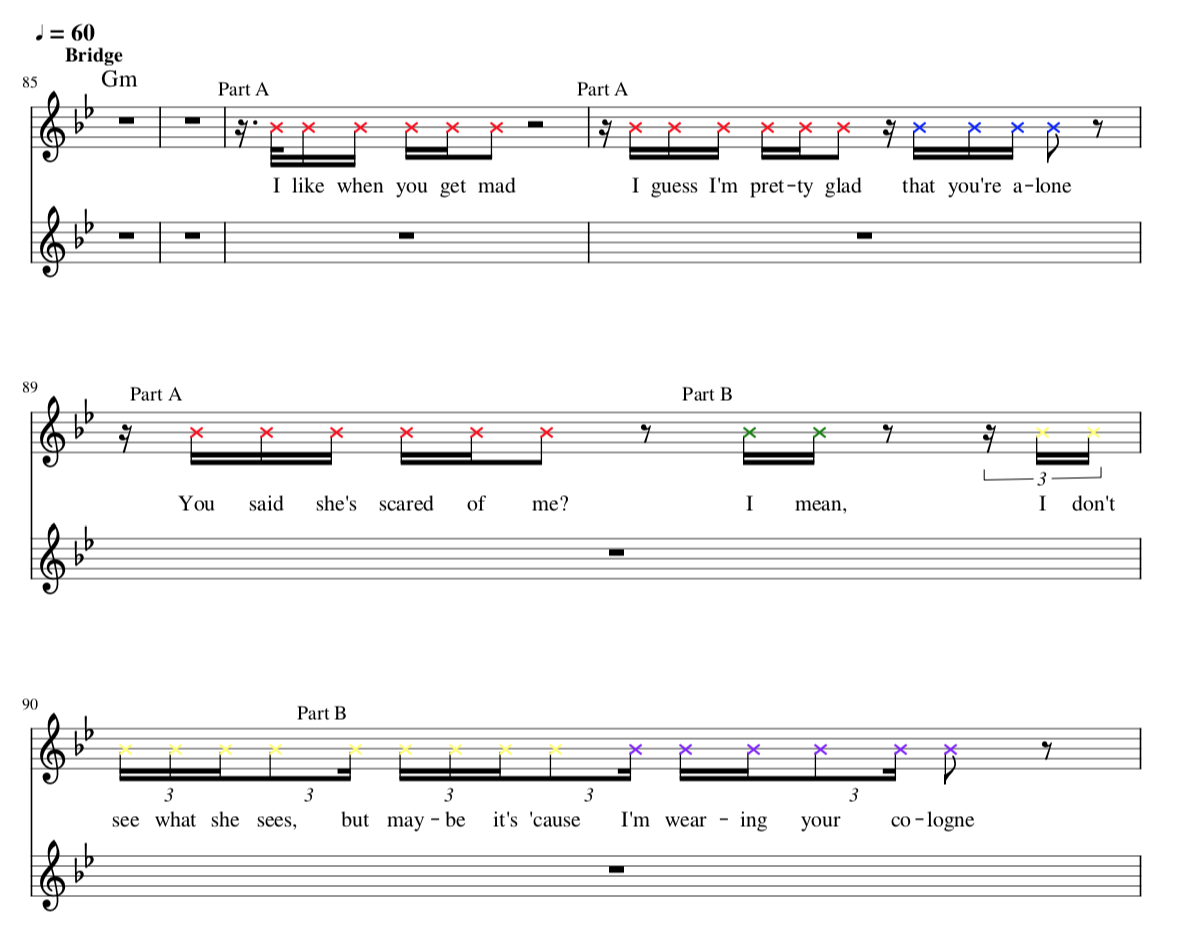 ♩ = 60
Bridge
85 Gm Part A Part A
I like when you get mad I guess I'm pret-ty glad that you're a-lone
89 Part A Part B
3
You said she's scared of me? I mean, I don't
90 Part B
3 3 3 3 3
see what she sees, but may-be it's 'cause I'm wear-ing your co-logne